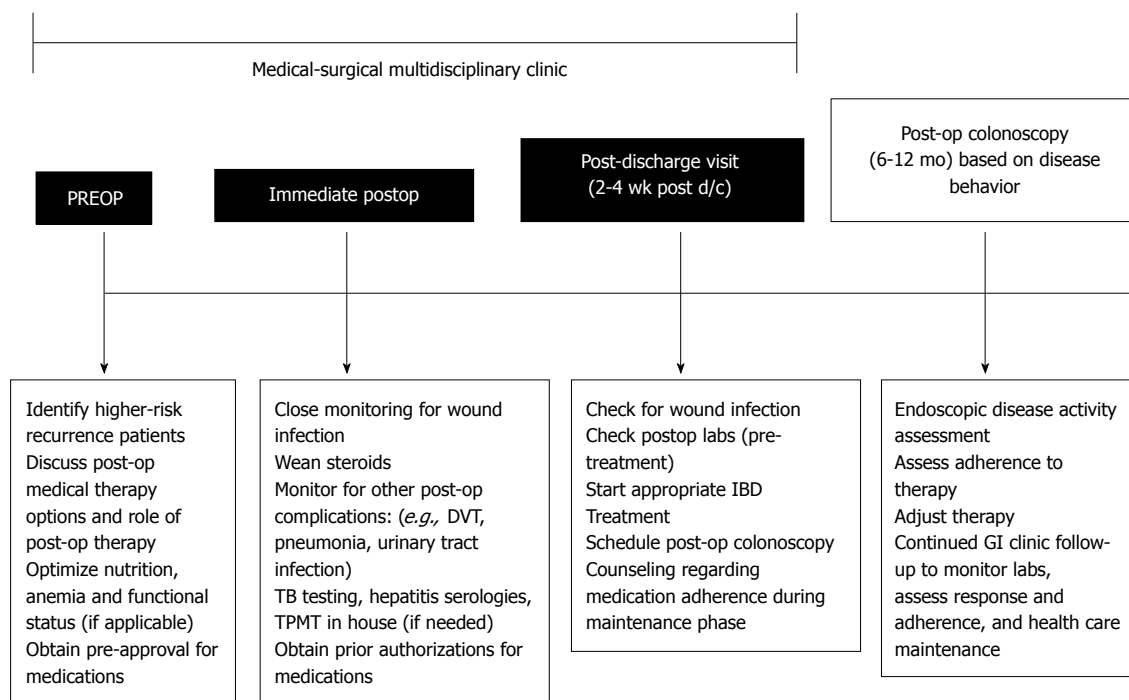 Medical-surgical multidisciplinary clinic
PREOP
Immediate postop
Post-discharge visit
(2-4 wk post d/c)
Post-op colonoscopy
(6-12 mo) based on disease
behavior
Identify higher-risk
recurrence patients
Discuss post-op
medical therapy
options and role of
post-op therapy
Optimize nutrition,
anemia and functional
status (if applicable)
Obtain pre-approval for
medications
Close monitoring for wound
infection
Wean steroids
Monitor for other post-op
complications: (e.g., DVT,
pneumonia, urinary tract
infection)
TB testing, hepatitis serologies,
TPMT in house (if needed)
Obtain prior authorizations for
medications
Check for wound infection
Check postop labs (pre-
treatment)
Start appropriate IBD
Treatment
Schedule post-op colonoscopy
Counseling regarding
medication adherence during
maintenance phase
Endoscopic disease activity
assessment
Assess adherence to
therapy
Adjust therapy
Continued GI clinic follow-
up to monitor labs,
assess response and
adherence, and health care
maintenance